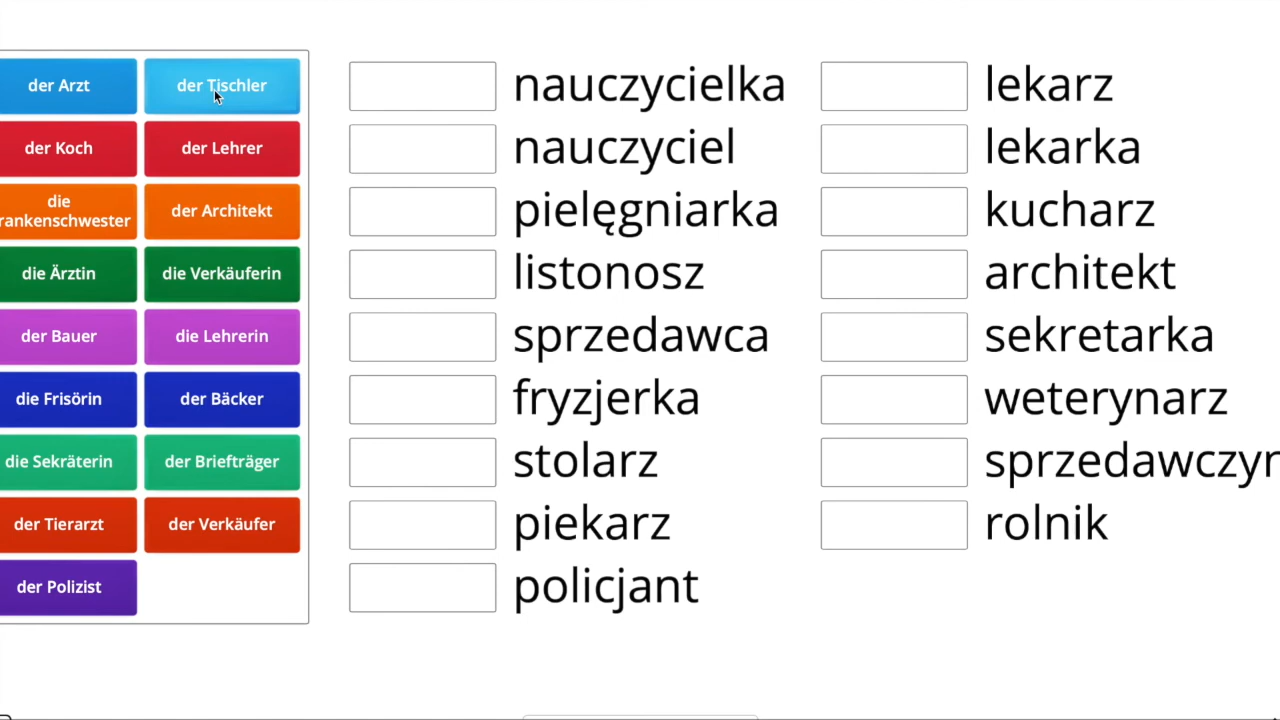 der Arzt
der Tischler
der Koch
der Lehrer
die
rankenschwester
der Architekt
die Ärztin
die Verkäuferin
der Bauer
die Lehrerin
die Frisörin
der Bäcker
die Sekräterin
der Briefträger
der Tierarzt
der Verkäufer
der Polizist
nauczycielka
nauczyciel
pielęgniarka
listonosz
sprzedawca
fryzjerka
stolarz
piekarz
policjant
lekarz
lekarka
kucharz
architekt
sekretarka
weterynarz
sprzedawczyn
rolnik